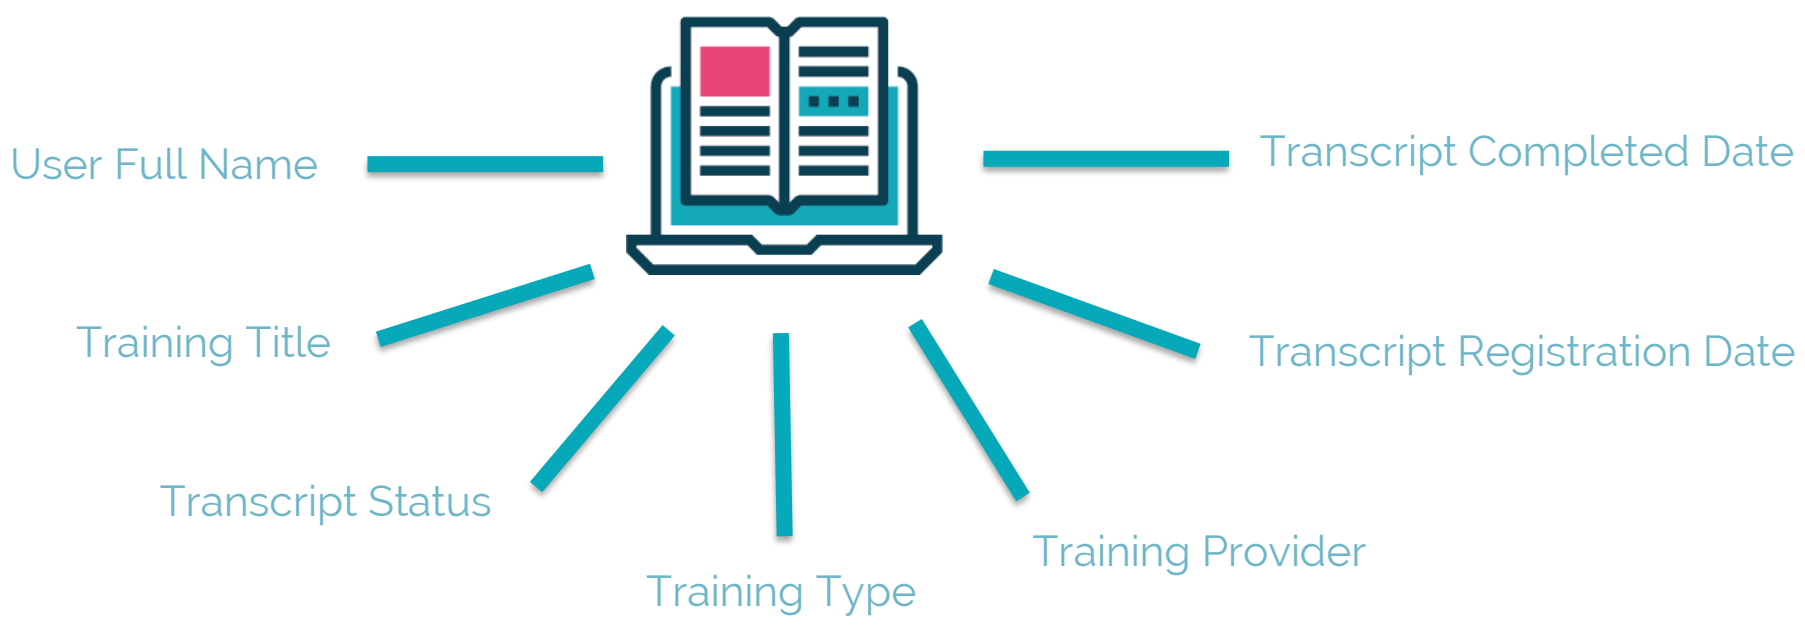 User Full Name
Transcript Completed Date
Training Title
Transcript Registration Date
Transcript Status
Training Provider
Training Type